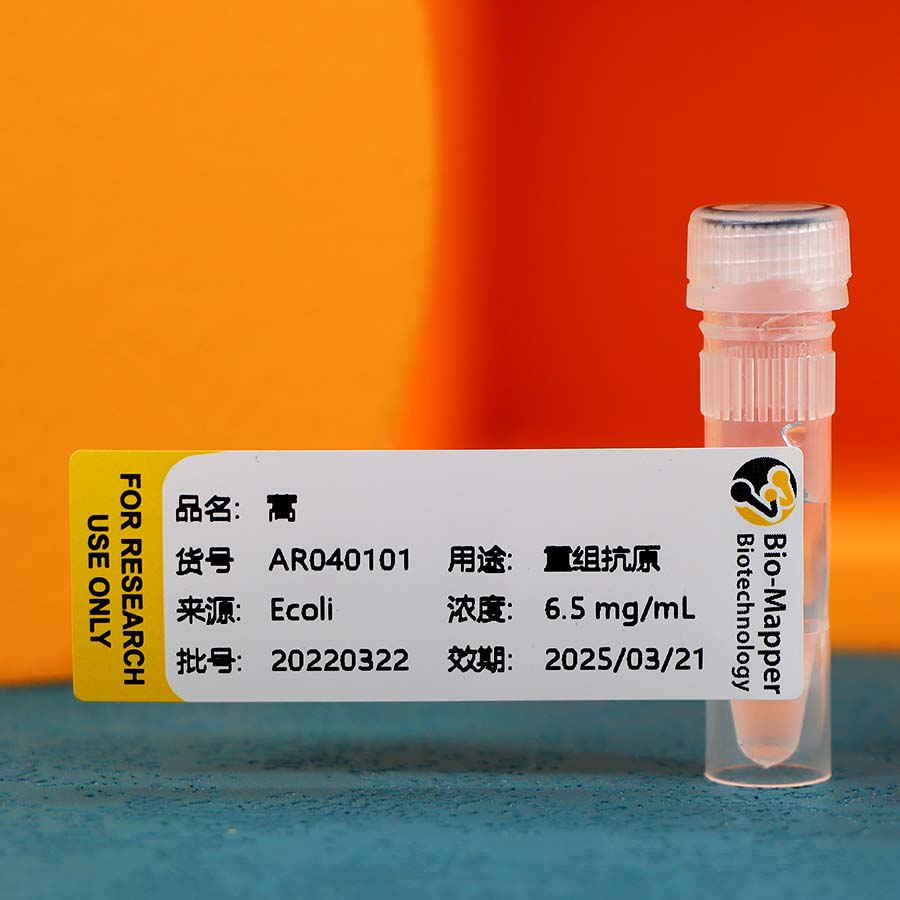 FOR RESEARCH
USE ONLY
品名: 蒿
货号 AR040101 用途: 重组抗原
来源: Ecoli 浓度: 6.5 mg/mL
批号: 20220322 效期: 2025/03/21
Bio-Mapper
Biotechnology